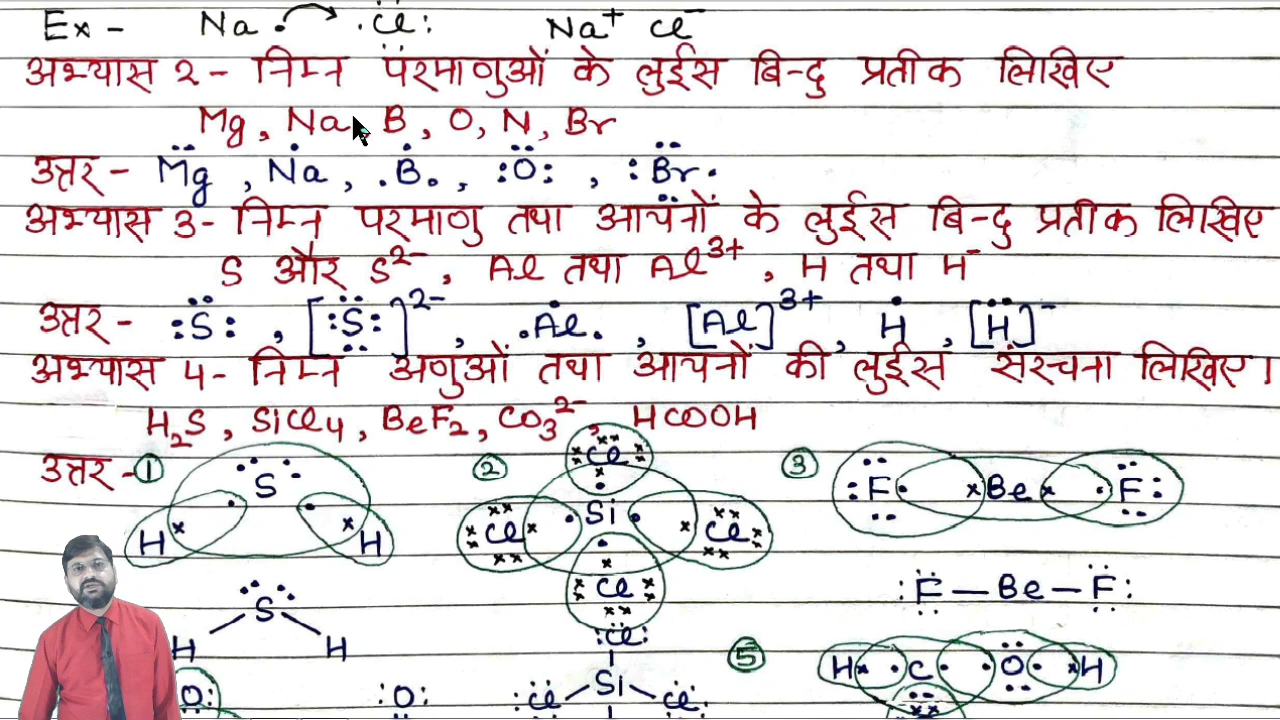 Ex - Na• ·C̈l: Na⁺ Cl⁻
अभ्यास 2- निम्न परमाणुओं के लुईस बिन्दु प्रतीक लिखिए
Mg, Na, B, O, N, Br
उत्तर - Mg, Na, .B., :O:, :Br.
अभ्यास 3- निम्न परमाणु तथा आयनों के लुईस बिन्दु प्रतीक लिखिए
S और S²⁻, Al तथा Al³⁺, H तथा H⁻
उत्तर - :S:, [:S:]²⁻, .Al., [Al]³⁺, H, [H]⁻
अभ्यास 4- निम्न अणुओं तथा आयनों की लुईस संरचना लिखिए।
H₂S, SiCl₄, BeF₂, CO₃²⁻, HCOOH
उत्तर - ① S H H
② Cl Cl Si Cl Cl
③ :F• ×Be× •F:
S H H
:F — Be — F:
:Cl: Cl Si Cl
⑤ H× •C• •O• ×H
:O: :O: